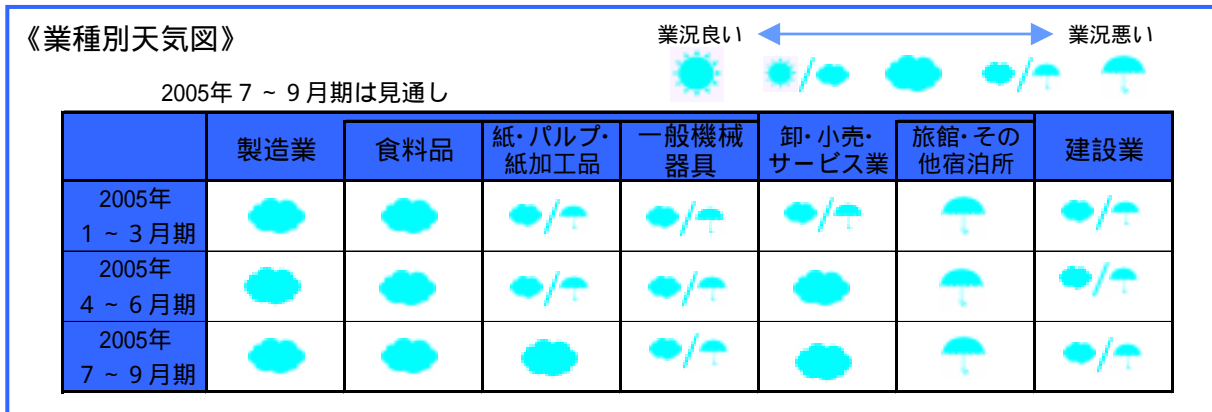 《業種別天気図》
業況良い
業況悪い
2005年７～９月期は見通し
製造業
食料品
紙・パルプ・
紙加工品
一般機械
器具
卸・小売・
サービス業
旅館・その
他宿泊所
建設業
2005年
１～３月期
2005年
４～６月期
2005年
７～９月期